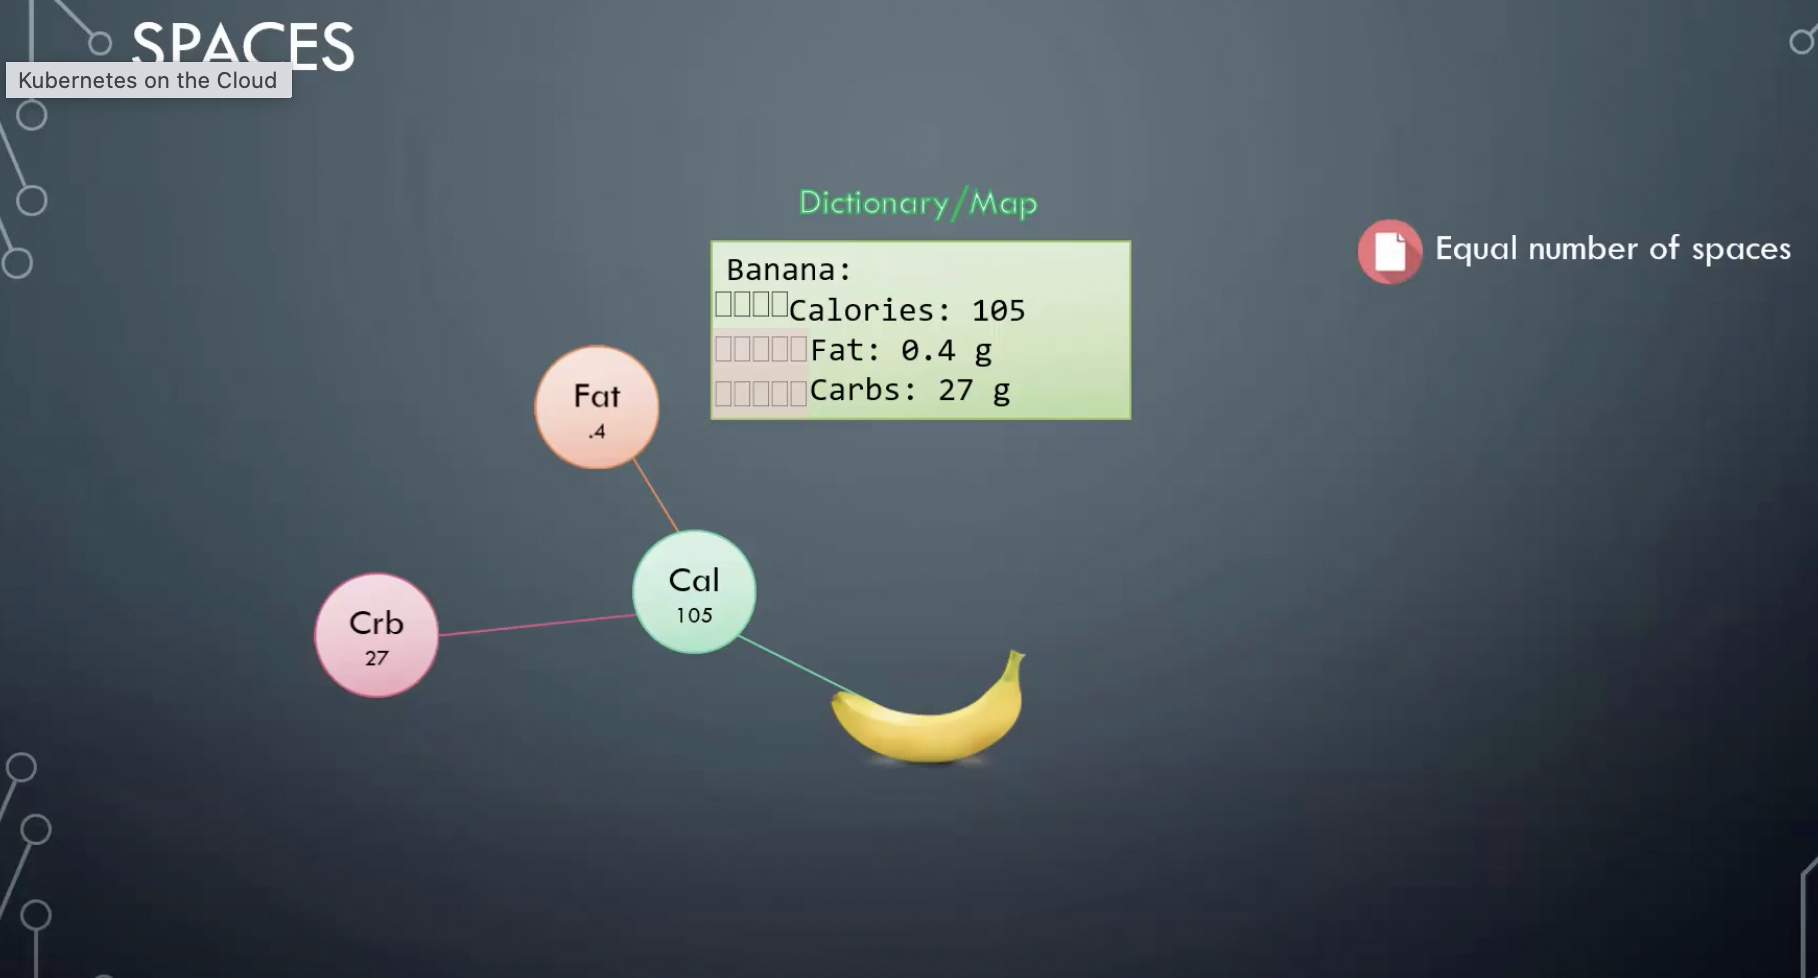 SPACES
Kubernetes on the Cloud
Dictionary/Map
Banana:
Calories: 105
Fat: 0.4 g
Carbs: 27 g
Equal number of spaces
Fat
.4
Cal
105
Crb
27